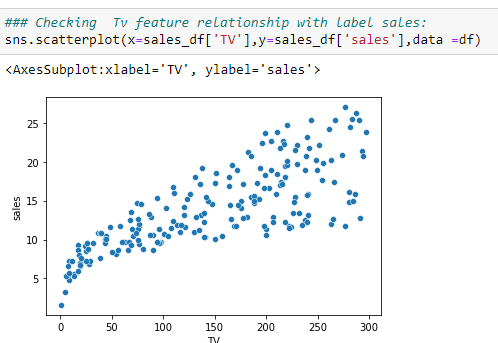 ### Checking  Tv feature relationship with label sales:
sns.scatterplot(x=sales_df['TV'],y=sales_df['sales'],data =df)
<AxesSubplot:xlabel='TV', ylabel='sales'>
25
20
15
10
5
sales
0 50 100 150 200 250 300
TV